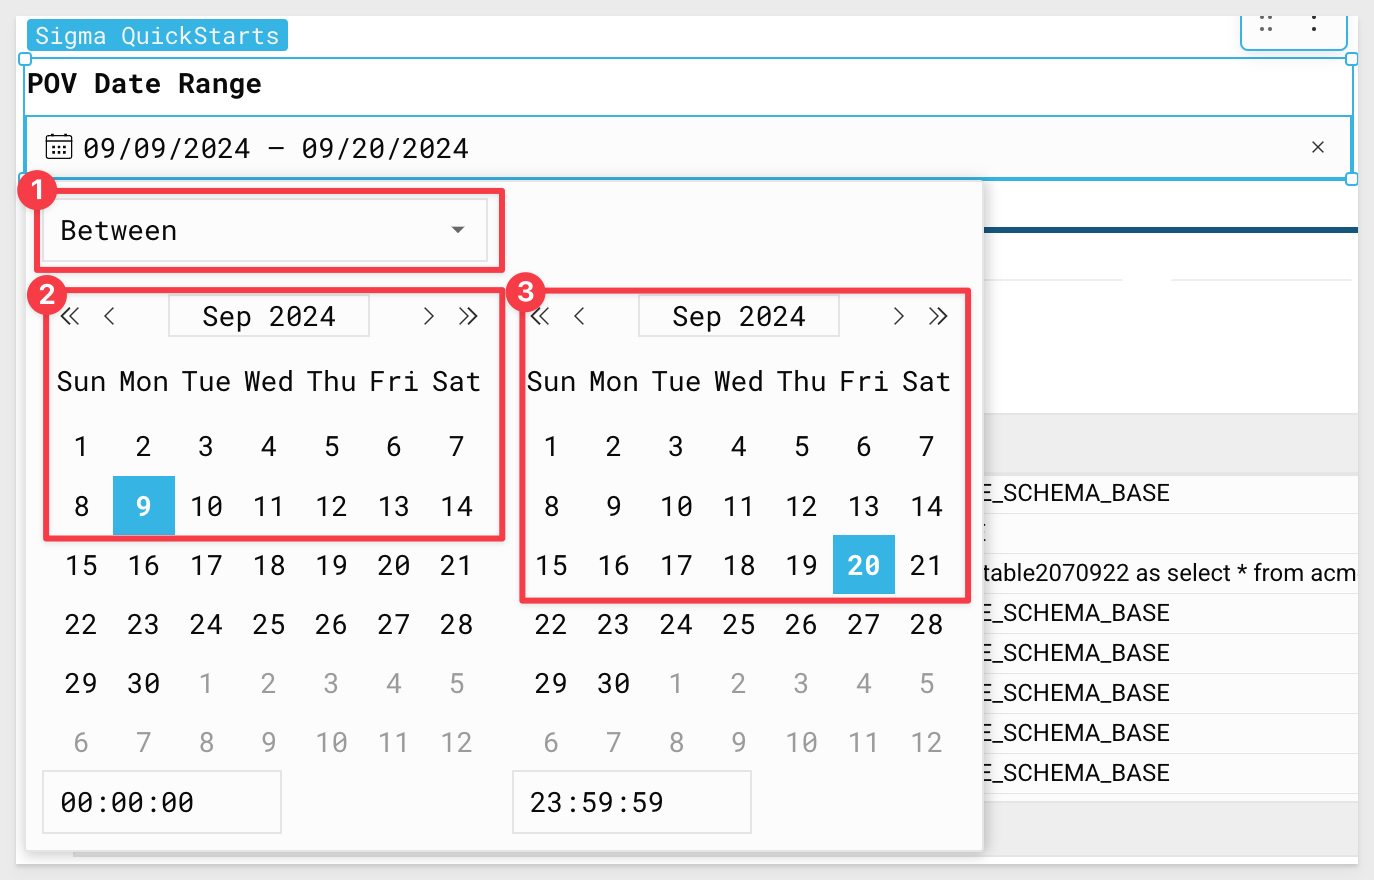 Sigma QuickStarts
POV Date Range
09/09/2024 – 09/20/2024
1
Between
2
Sep 2024
Sun Mon Tue Wed Thu Fri Sat
1 2 3 4 5 6 7
8 9 10 11 12 13 14
15 16 17 18 19 20 21
22 23 24 25 26 27 28
29 30 1 2 3 4 5
6 7 8 9 10 11 12
00:00:00
3
Sep 2024
Sun Mon Tue Wed Thu Fri Sat
1 2 3 4 5 6 7
8 9 10 11 12 13 14
15 16 17 18 19 20 21
22 23 24 25 26 27 28
29 30 1 2 3 4 5
6 7 8 9 10 11 12
23:59:59
E_SCHEMA_BASE
table2070922 as select * from acm
E_SCHEMA_BASE
E_SCHEMA_BASE
E_SCHEMA_BASE
E_SCHEMA_BASE
E_SCHEMA_BASE